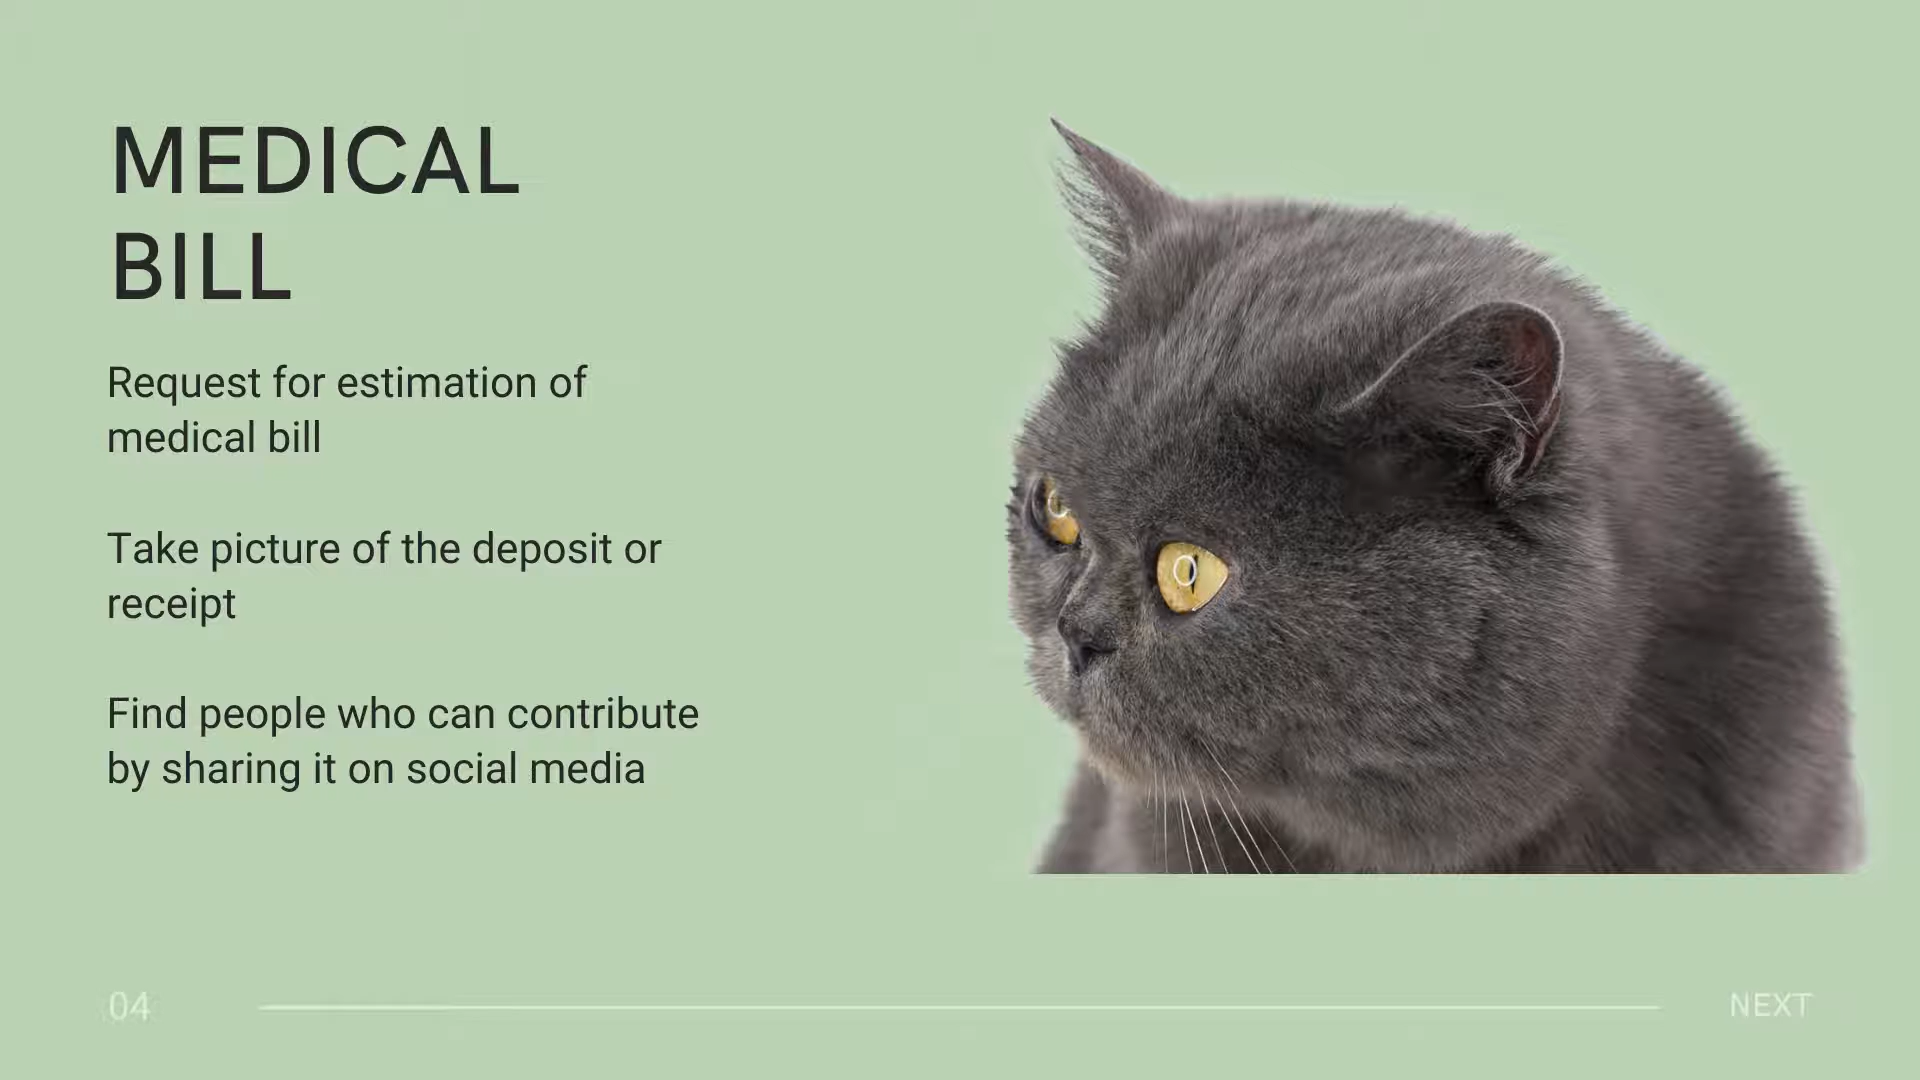 MEDICAL
BILL
Request for estimation of
medical bill
Take picture of the deposit or
receipt
Find people who can contribute
by sharing it on social media
04
NEXT